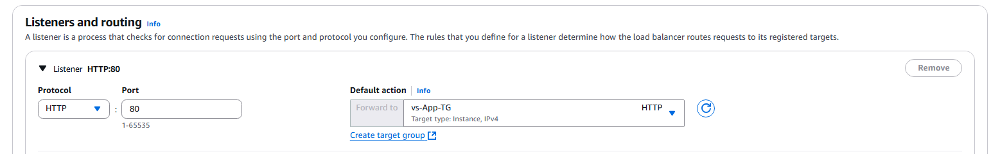 Listeners and routing Info
A listener is a process that checks for connection requests using the port and protocol you configure. The rules that you define for a listener determine how the load balancer routes requests to its registered targets.
Listener HTTP:80
Remove
Protocol Port Default action Info
HTTP : 80 Forward to vs-App-TG HTTP
Target type: Instance, IPv4
1-65535
Create target group